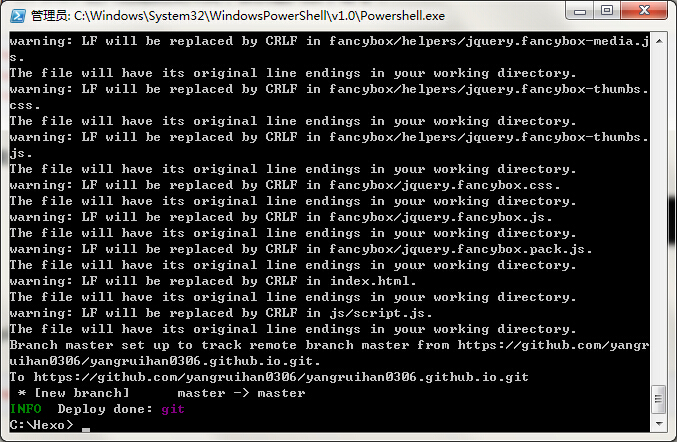 管理员: C:\Windows\System32\WindowsPowerShell\v1.0\Powershell.exe
warning: LF will be replaced by CRLF in fancybox/helpers/jquery.fancybox-media.j
s.
The file will have its original line endings in your working directory.
warning: LF will be replaced by CRLF in fancybox/helpers/jquery.fancybox-thumbs.
css.
The file will have its original line endings in your working directory.
warning: LF will be replaced by CRLF in fancybox/helpers/jquery.fancybox-thumbs.
js.
The file will have its original line endings in your working directory.
warning: LF will be replaced by CRLF in fancybox/jquery.fancybox.css.
The file will have its original line endings in your working directory.
warning: LF will be replaced by CRLF in fancybox/jquery.fancybox.js.
The file will have its original line endings in your working directory.
warning: LF will be replaced by CRLF in fancybox/jquery.fancybox.pack.js.
The file will have its original line endings in your working directory.
warning: LF will be replaced by CRLF in index.html.
The file will have its original line endings in your working directory.
warning: LF will be replaced by CRLF in js/script.js.
The file will have its original line endings in your working directory.
Branch master set up to track remote branch master from https://github.com/yangr
uihan0306/yangruihan0306.github.io.git.
To https://github.com/yangruihan0306/yangruihan0306.github.io.git
 * [new branch]      master -> master
INFO  Deploy done: git
C:\Hexo> _